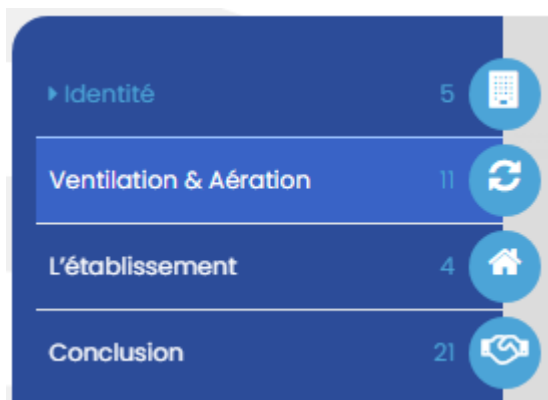 Identité 5
Ventilation & Aération 11
L'établissement 4
Conclusion 21